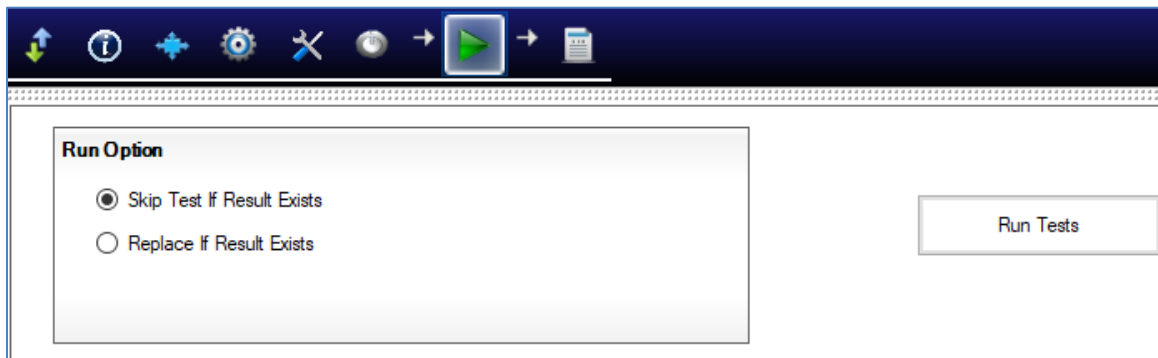 Run Option
Skip Test If Result Exists
Replace If Result Exists
Run Tests